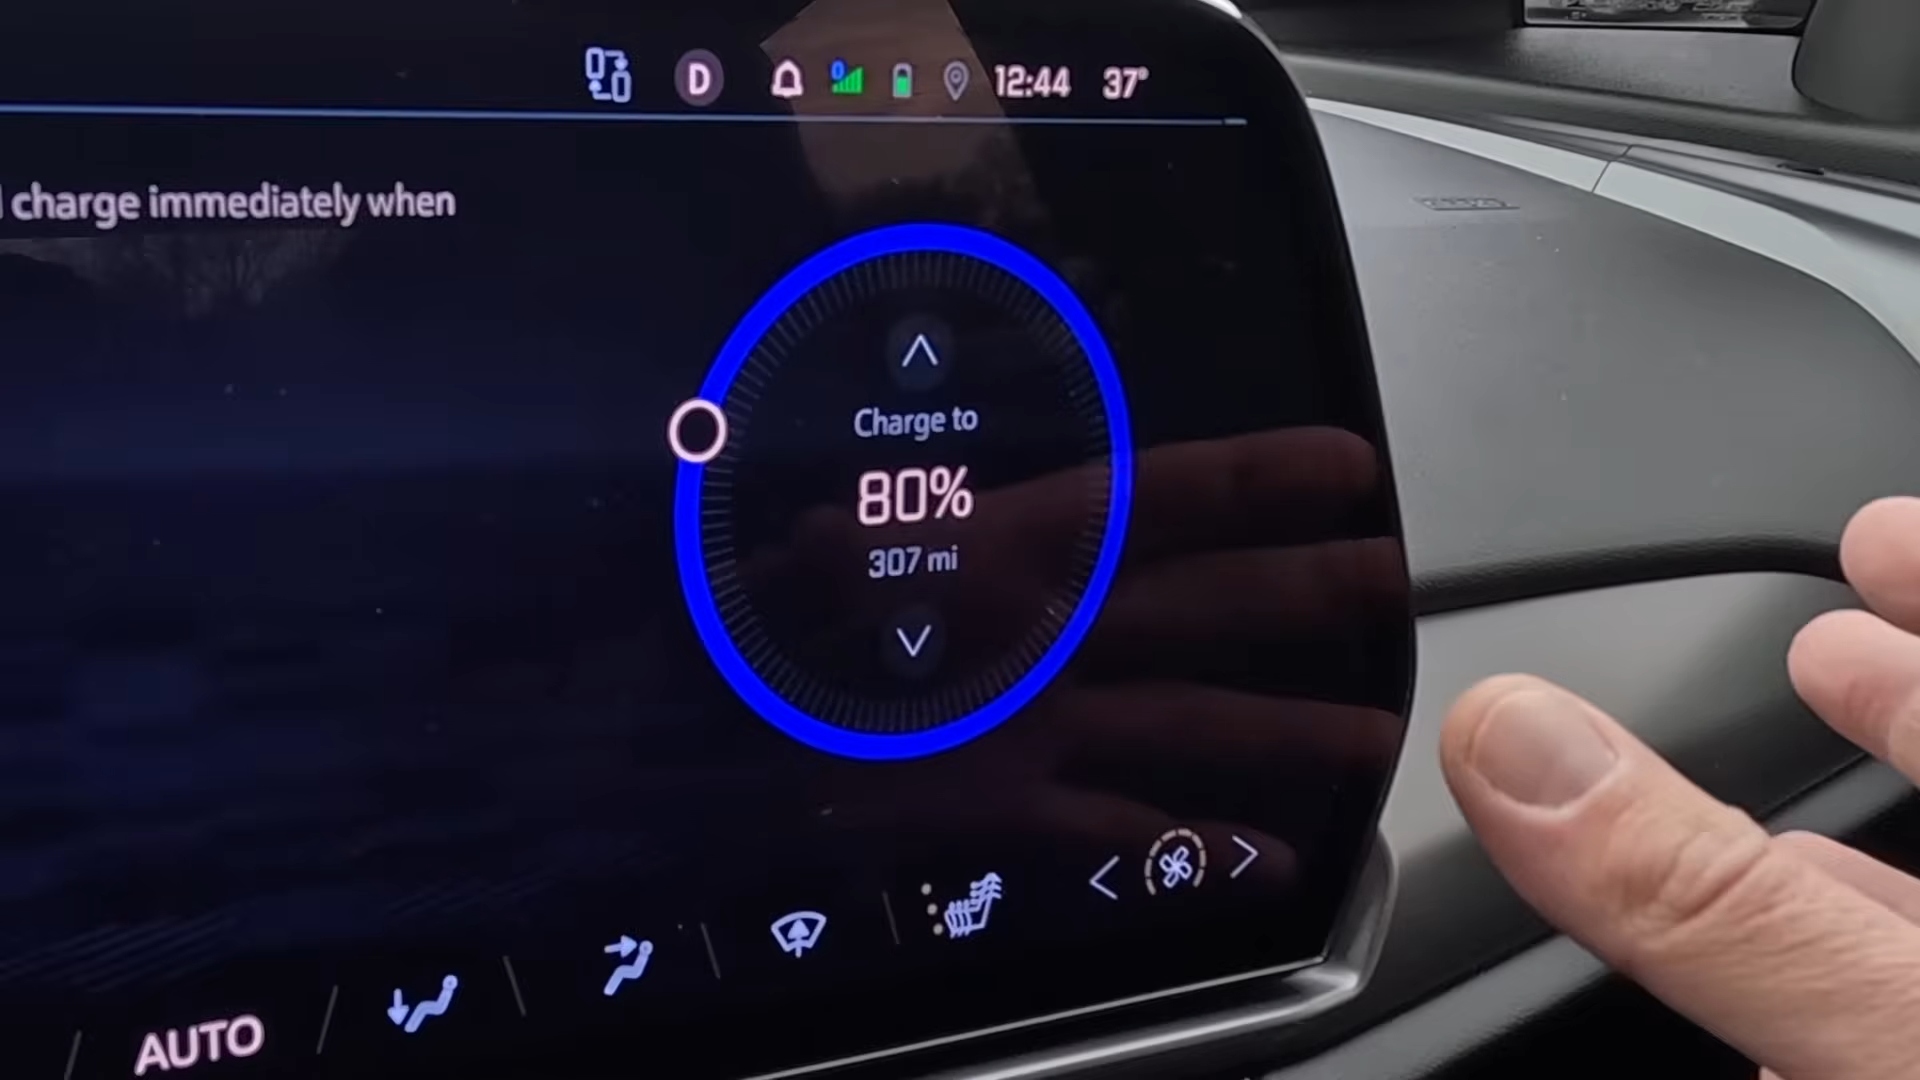 D 12:44 37°
charge immediately when
Charge to
80%
307 mi
AUTO